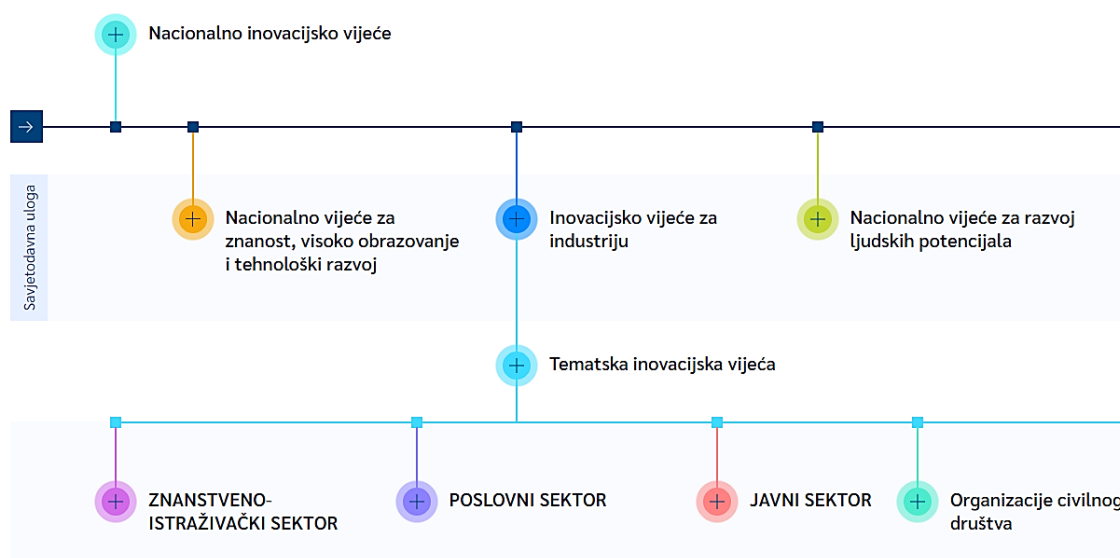 Nacionalno inovacijsko vijeće
Savjetodavna uloga
Nacionalno vijeće za
znanost, visoko obrazovanje
i tehnološki razvoj
Inovacijsko vijeće za
industriju
Nacionalno vijeće za razvoj
ljudskih potencijala
Tematska inovacijska vijeća
ZNANSTVENO-
ISTRAŽIVAČKI SEKTOR
POSLOVNI SEKTOR
JAVNI SEKTOR
Organizacije civilnog
društva